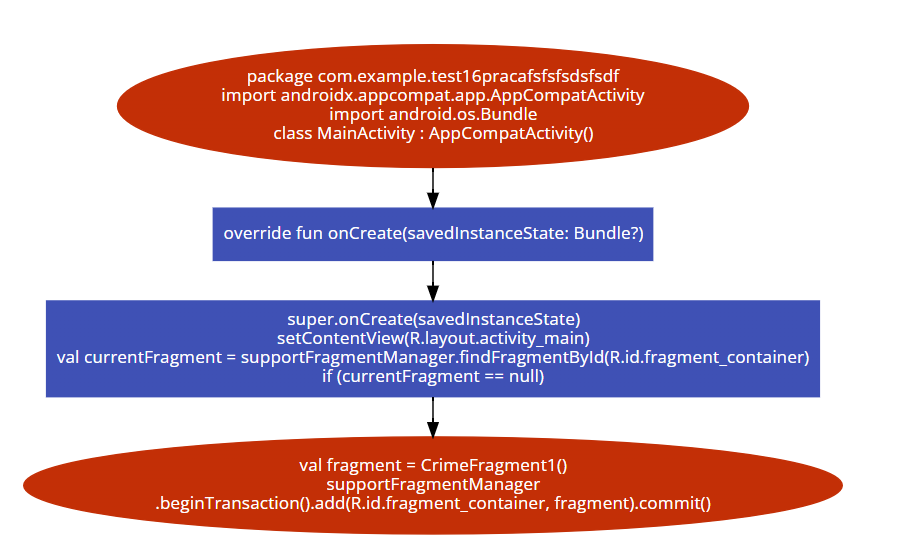 package com.example.test16pracafsfsfsdsfsdf
import androidx.appcompat.app.AppCompatActivity
import android.os.Bundle
class MainActivity : AppCompatActivity()
override fun onCreate(savedInstanceState: Bundle?)
super.onCreate(savedInstanceState)
setContentView(R.layout.activity_main)
val currentFragment = supportFragmentManager.findFragmentById(R.id.fragment_container)
if (currentFragment == null)
val fragment = CrimeFragment1()
supportFragmentManager
.beginTransaction().add(R.id.fragment_container, fragment).commit()